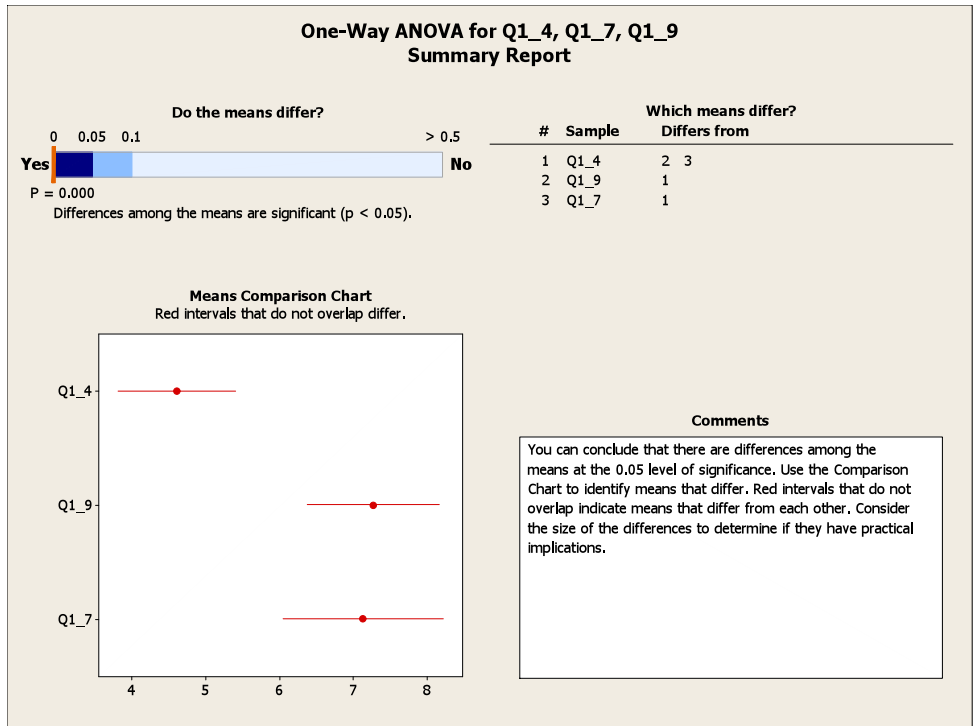 One-Way ANOVA for Q1_4, Q1_7, Q1_9
Summary Report
Do the means differ?
0 0.05 0.1 > 0.5
Yes No
P = 0.000
Differences among the means are significant (p < 0.05).
Which means differ?
# Sample Differs from
1 Q1_4 2 3
2 Q1_9 1
3 Q1_7 1
Means Comparison Chart
Red intervals that do not overlap differ.
Q1_4
Q1_9
Q1_7
4 5 6 7 8
Comments
You can conclude that there are differences among the
means at the 0.05 level of significance. Use the Comparison
Chart to identify means that differ. Red intervals that do not
overlap indicate means that differ from each other. Consider
the size of the differences to determine if they have practical
implications.